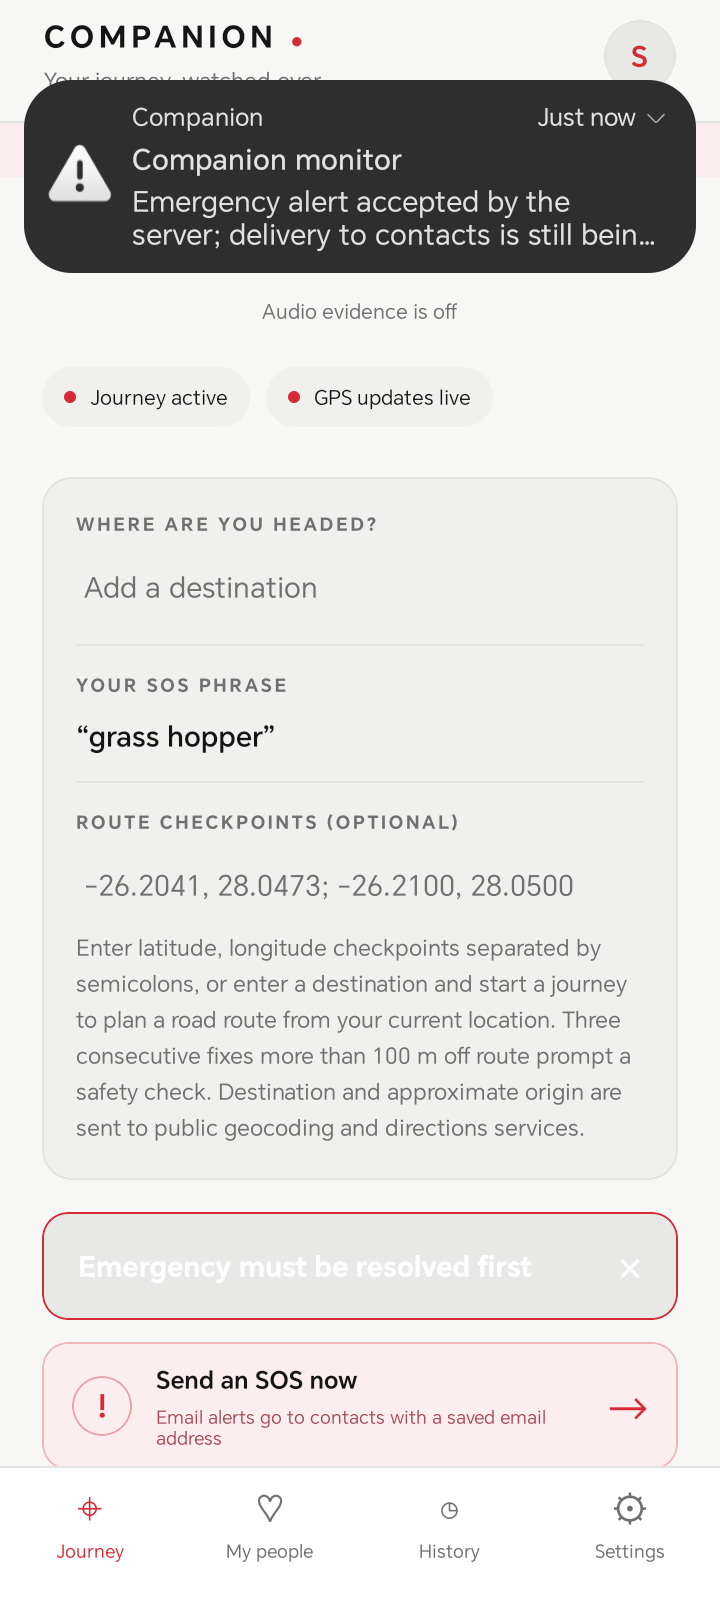 COMPANION
S
Your journey, watched over
Companion
Just now
Companion monitor
Emergency alert accepted by the
server; delivery to contacts is still bein...
Audio evidence is off
Journey active
GPS updates live
WHERE ARE YOU HEADED?
Add a destination
YOUR SOS PHRASE
“grass hopper”
ROUTE CHECKPOINTS (OPTIONAL)
-26.2041, 28.0473; -26.2100, 28.0500
Enter latitude, longitude checkpoints separated by
semicolons, or enter a destination and start a journey
to plan a road route from your current location. Three
consecutive fixes more than 100 m off route prompt a
safety check. Destination and approximate origin are
sent to public geocoding and directions services.
Emergency must be resolved first
Send an SOS now
Email alerts go to contacts with a saved email
address
Journey
My people
History
Settings